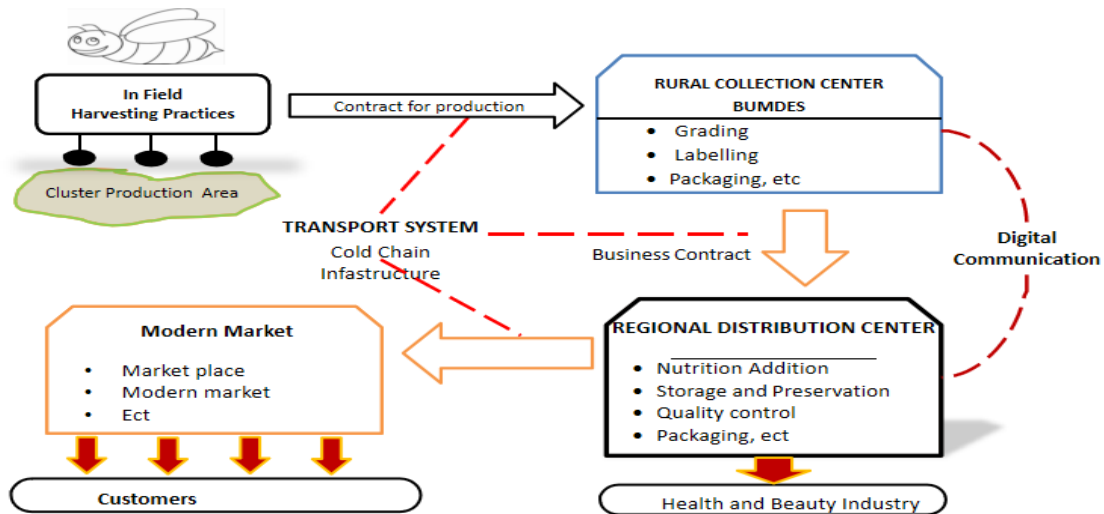 In Field
Harvesting Practices
Cluster Production Area
Contract for production
RURAL COLLECTION CENTER
BUMDES
• Grading
• Labelling
• Packaging, etc
TRANSPORT SYSTEM
Cold Chain
Infastructure
Business Contract
Digital
Communication
Modern Market
• Market place
• Modern market
• Ect
REGIONAL DISTRIBUTION CENTER
• Nutrition Addition
• Storage and Preservation
• Quality control
• Packaging, ect
Customers
Health and Beauty Industry